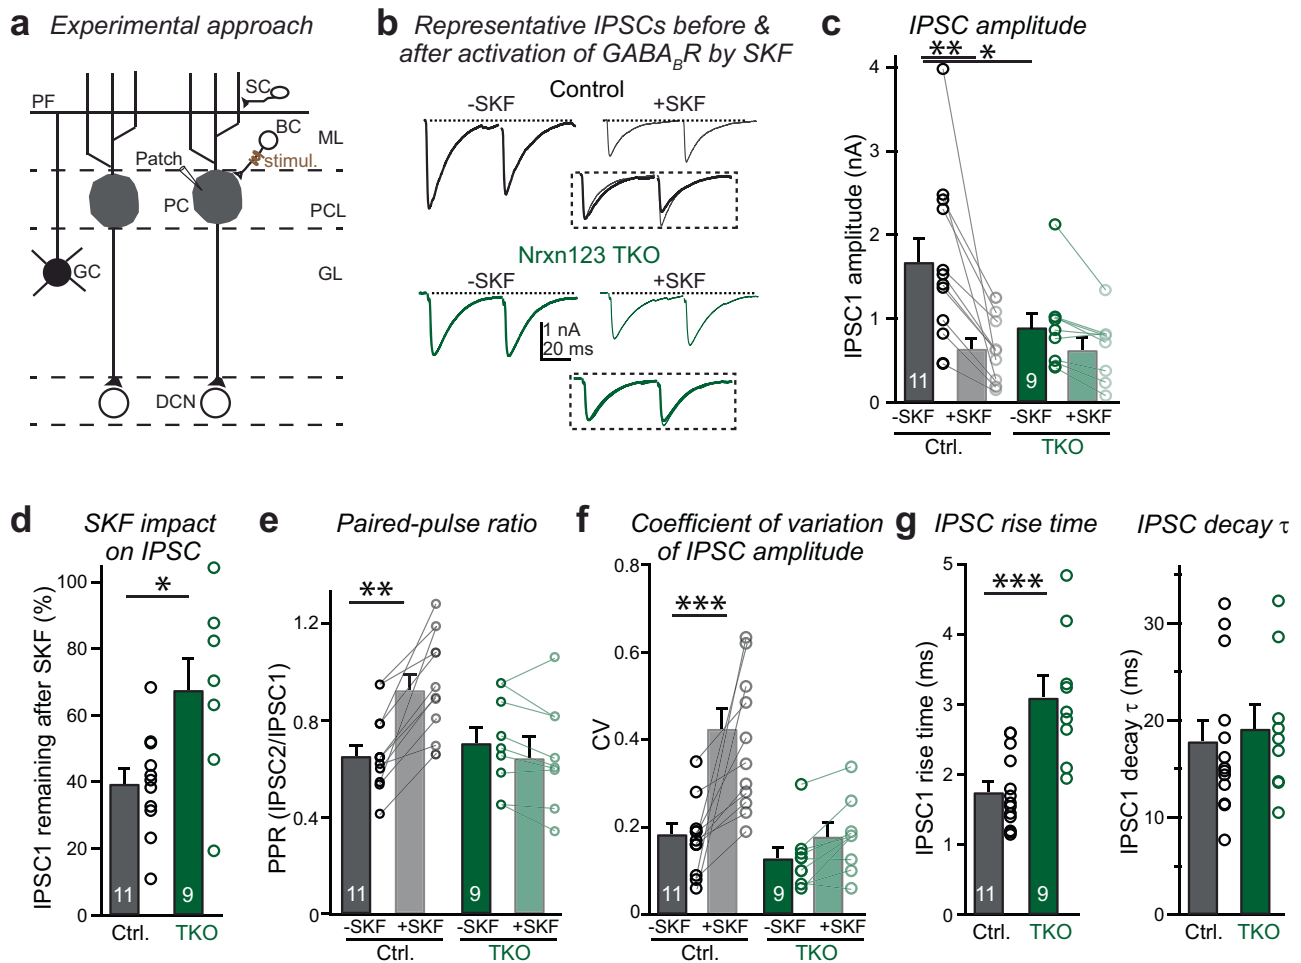 a Experimental approach
PF
SC
BC
ML
Patch
stimul.
PC
PCL
GC
GL
DCN
b Representative IPSCs before &
after activation of GABA_BR by SKF
Control
-SKF
+SKF
Nrxn123 TKO
-SKF
+SKF
1 nA
20 ms
c IPSC amplitude
** *
IPSC1 amplitude (nA)
4
3
2
1
0
11
9
-SKF +SKF -SKF +SKF
Ctrl. TKO
d SKF impact
on IPSC
*
IPSC1 remaining after SKF (%)
100
80
60
40
20
0
11
9
Ctrl. TKO
e Paired-pulse ratio
**
PPR (IPSC2/IPSC1)
1.2
0.8
0.4
0
11
9
-SKF +SKF -SKF +SKF
Ctrl. TKO
f Coefficient of variation
of IPSC amplitude
***
CV
0.8
0.6
0.4
0.2
0
11
9
-SKF +SKF -SKF +SKF
Ctrl. TKO
g IPSC rise time
***
IPSC1 rise time (ms)
5
4
3
2
1
0
11
9
Ctrl. TKO
IPSC decay τ
IPSC1 decay τ (ms)
30
20
10
0
Ctrl. TKO